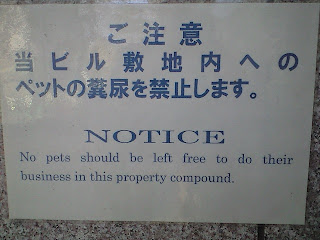 ご注意
当ビル敷地内への
ペットの糞尿を禁止します。
NOTICE
No pets should be left free to do their
business in this property compound.